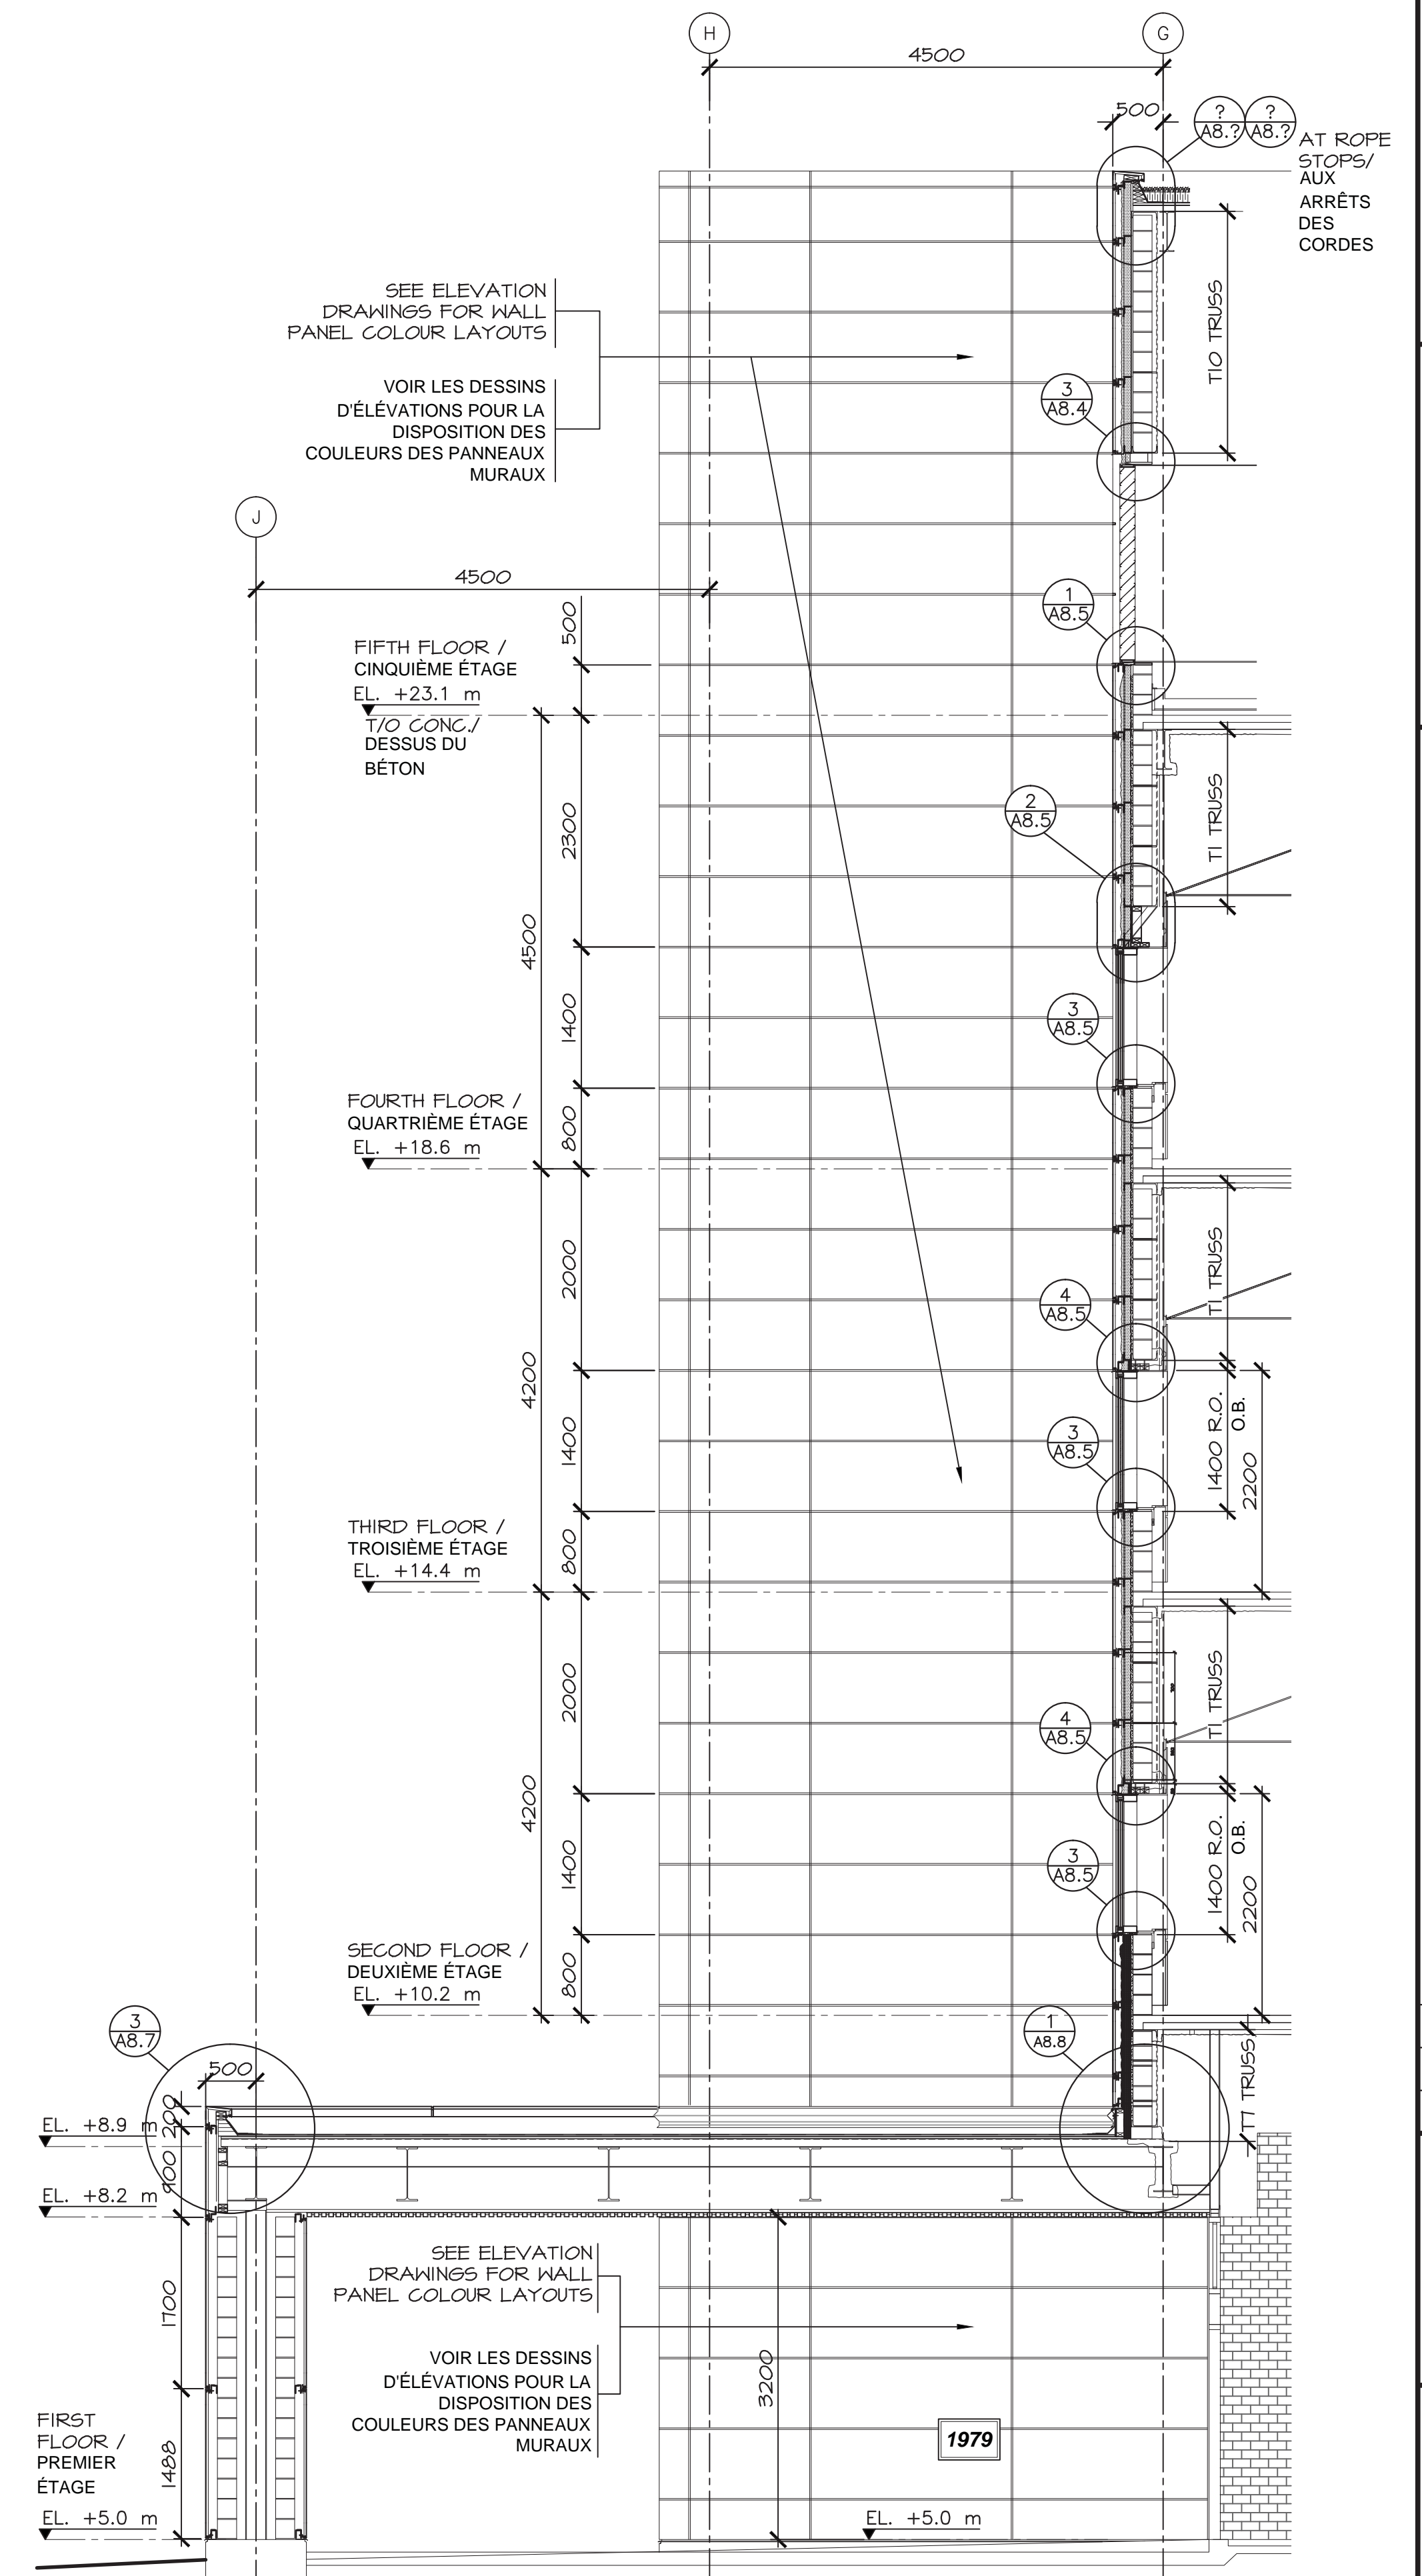 H
G
4500
500
?
A8.?
?
A8.?
AT ROPE
STOPS/
AUX
ARRÊTS
DES
CORDES
SEE ELEVATION
DRAWINGS FOR WALL
PANEL COLOUR LAYOUTS
VOIR LES DESSINS
D'ÉLÉVATIONS POUR LA
DISPOSITION DES
COULEURS DES PANNEAUX
MURAUX
T10 TRUSS
3
A8.4
J
4500
500
1
A8.5
FIFTH FLOOR /
CINQUIÈME ÉTAGE
EL. +23.1 m
T/O CONC./
DESSUS DU
BÉTON
2300
T1 TRUSS
2
A8.5
4500
1400
3
A8.5
FOURTH FLOOR /
QUARTRIÈME ÉTAGE
EL. +18.6 m
800
2000
T1 TRUSS
4
A8.5
4200
1400
1400 R.O.
O.B.
2200
3
A8.5
THIRD FLOOR /
TROISIÈME ÉTAGE
EL. +14.4 m
800
2000
T1 TRUSS
4
A8.5
4200
1400
1400 R.O.
O.B.
2200
3
A8.5
SECOND FLOOR /
DEUXIÈME ÉTAGE
EL. +10.2 m
800
3
A8.7
1
A8.8
500
T7 TRUSS
200
EL. +8.9 m
900
EL. +8.2 m
SEE ELEVATION
DRAWINGS FOR WALL
PANEL COLOUR LAYOUTS
VOIR LES DESSINS
D'ÉLÉVATIONS POUR LA
DISPOSITION DES
COULEURS DES PANNEAUX
MURAUX
1700
3200
1979
FIRST
FLOOR /
PREMIER
ÉTAGE
1488
EL. +5.0 m
EL. +5.0 m